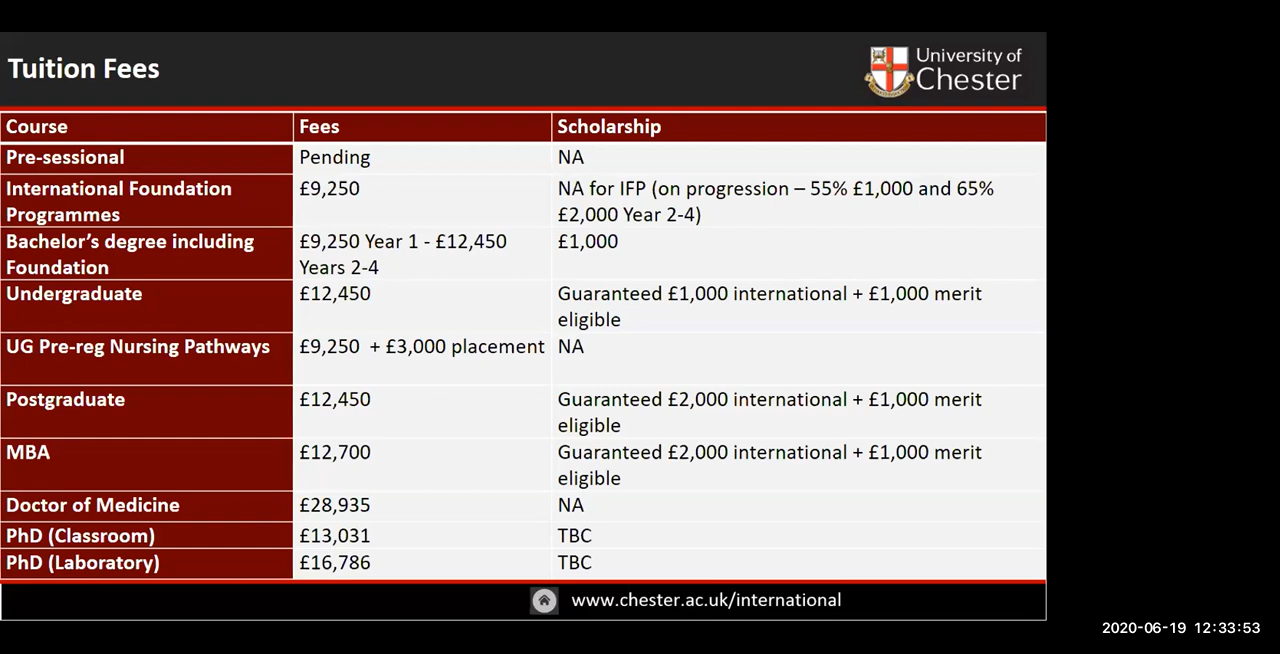 Tuition Fees
University of
Chester
Course Fees Scholarship
Pre-sessional Pending NA
International Foundation £9,250 NA for IFP (on progression – 55% £1,000 and 65%
Programmes £2,000 Year 2-4)
Bachelor’s degree including £9,250 Year 1 - £12,450 £1,000
Foundation Years 2-4
Undergraduate £12,450 Guaranteed £1,000 international + £1,000 merit
eligible
UG Pre-reg Nursing Pathways £9,250 + £3,000 placement NA
Postgraduate £12,450 Guaranteed £2,000 international + £1,000 merit
eligible
MBA £12,700 Guaranteed £2,000 international + £1,000 merit
eligible
Doctor of Medicine £28,935 NA
PhD (Classroom) £13,031 TBC
PhD (Laboratory) £16,786 TBC
www.chester.ac.uk/international
2020-06-19 12:33:53